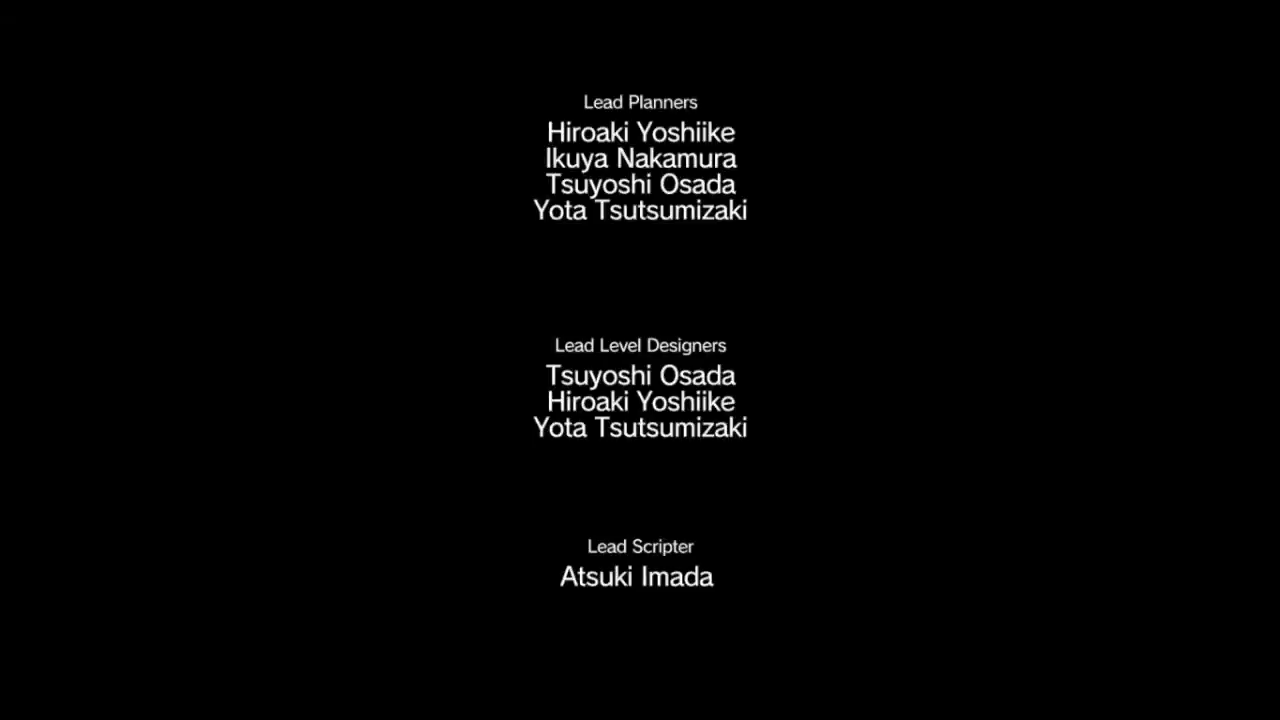 Lead Planners
Hiroaki Yoshiike
Ikuya Nakamura
Tsuyoshi Osada
Yota Tsutsumizaki
Lead Level Designers
Tsuyoshi Osada
Hiroaki Yoshiike
Yota Tsutsumizaki
Lead Scripter
Atsuki Imada